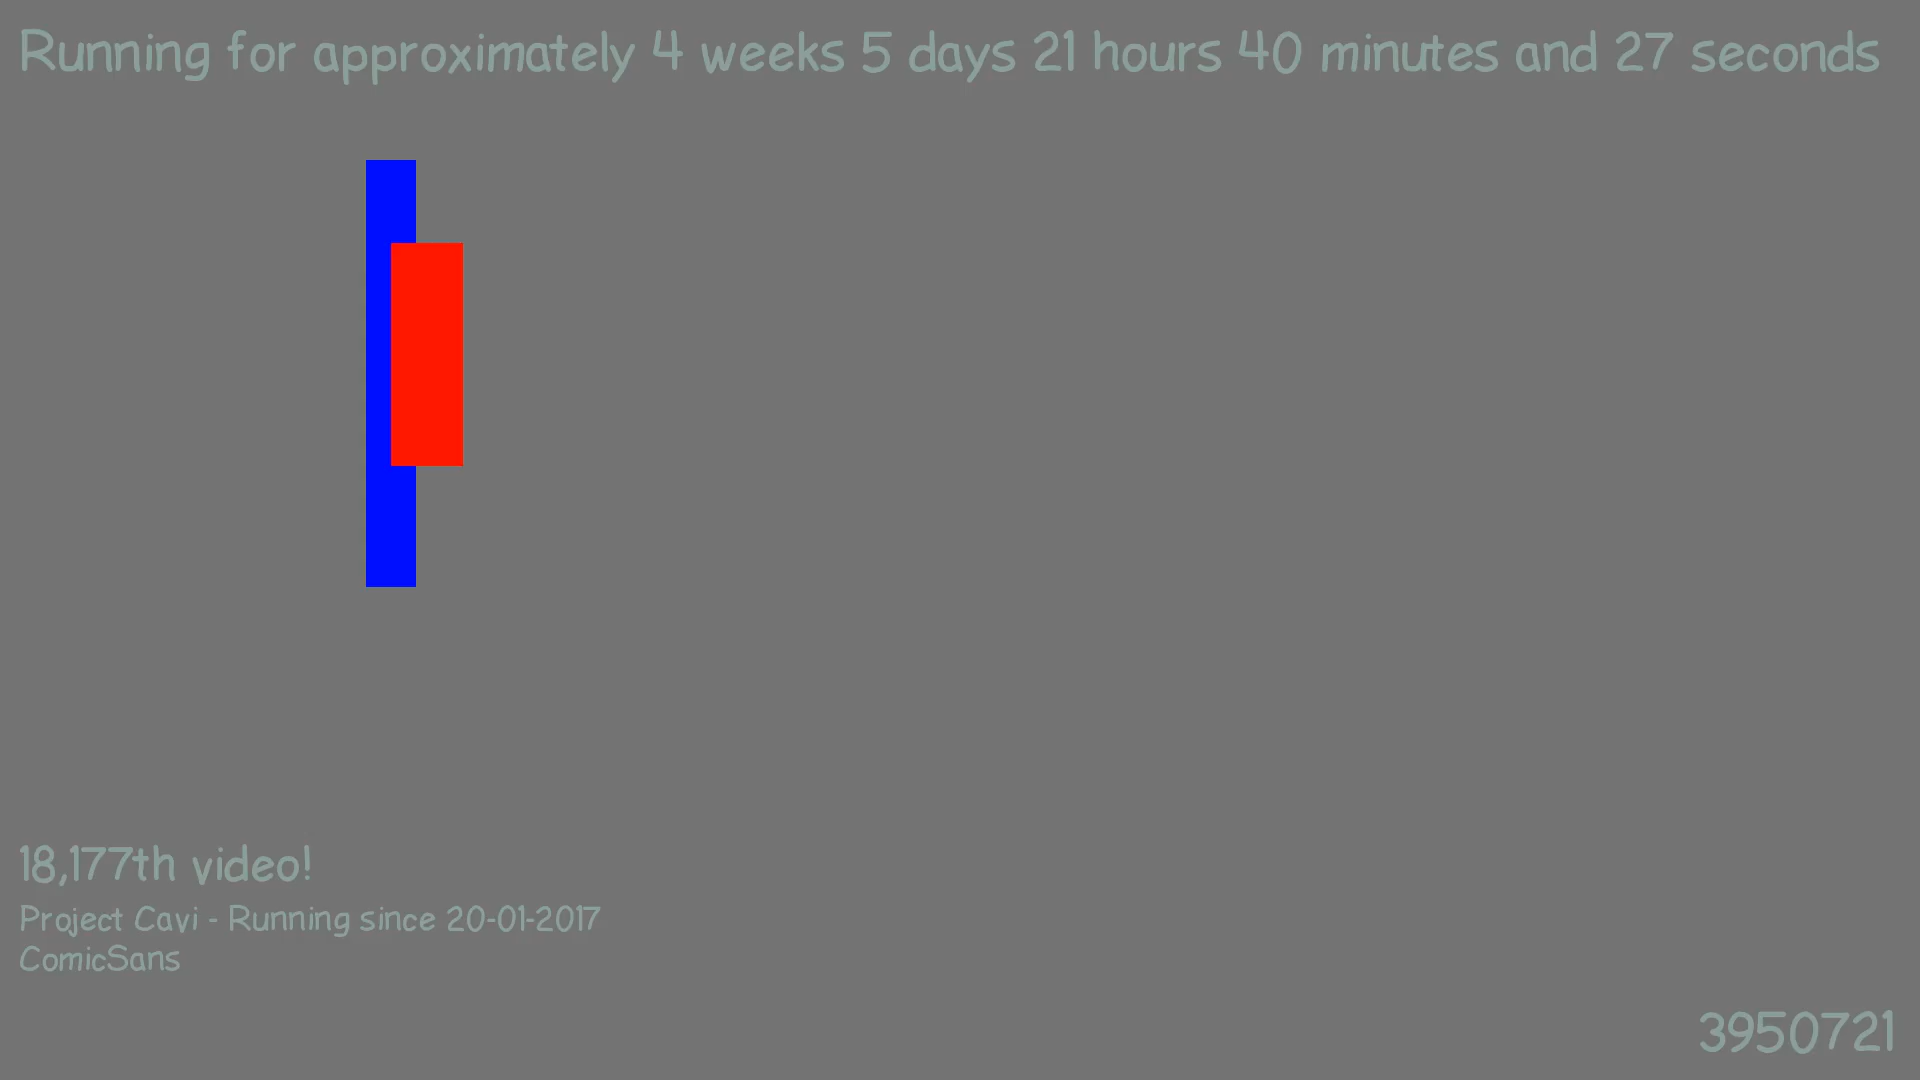 Running for approximately 4 weeks 5 days 21 hours 40 minutes and 27 seconds
18,177th video!
Project Cavi - Running since 20-01-2017
ComicSans
3950721